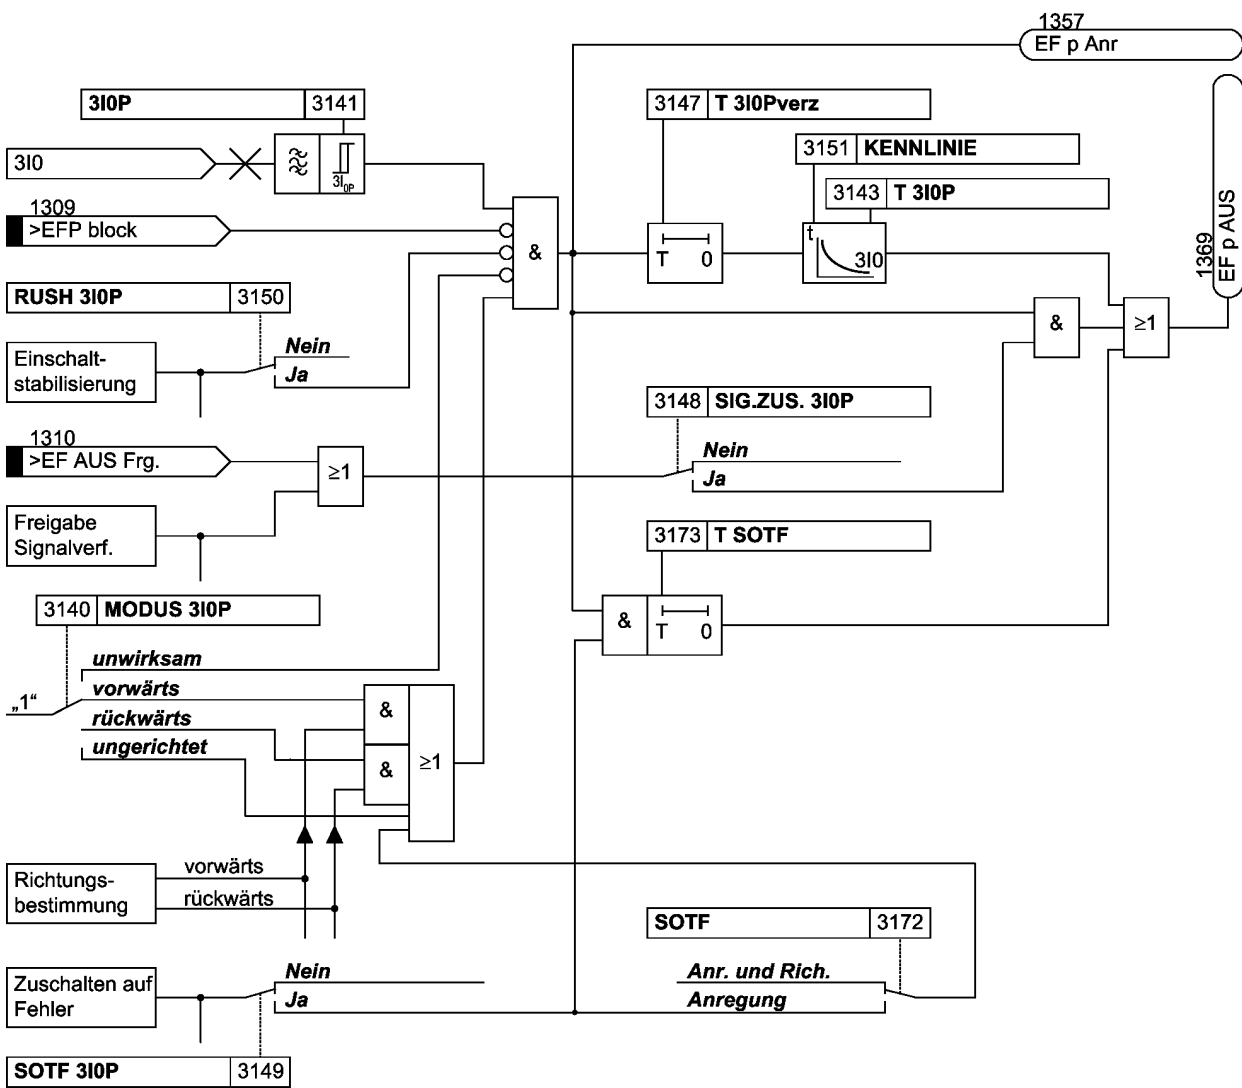 1357
EF p Anr
3I0P 3141
3147 T 3I0Pverz
3151 KENNLINIE
3143 T 3I0P
3I0
3I0P
1309
>EFP block
&
T 0
t
3I0
1369
EF p AUS
RUSH 3I0P 3150
Einschalt-
stabilisierung
Nein
Ja
&
≥1
3148 SIG.ZUS. 3I0P
1310
>EF AUS Frg.
≥1
Nein
Ja
Freigabe
Signalverf.
3173 T SOTF
3140 MODUS 3I0P
&
T 0
unwirksam
„1“
vorwärts
rückwärts
ungerichtet
&
&
≥1
Richtungs-
bestimmung
vorwärts
rückwärts
SOTF 3172
Zuschalten auf
Fehler
Nein
Ja
Anr. und Rich.
Anregung
SOTF 3I0P 3149